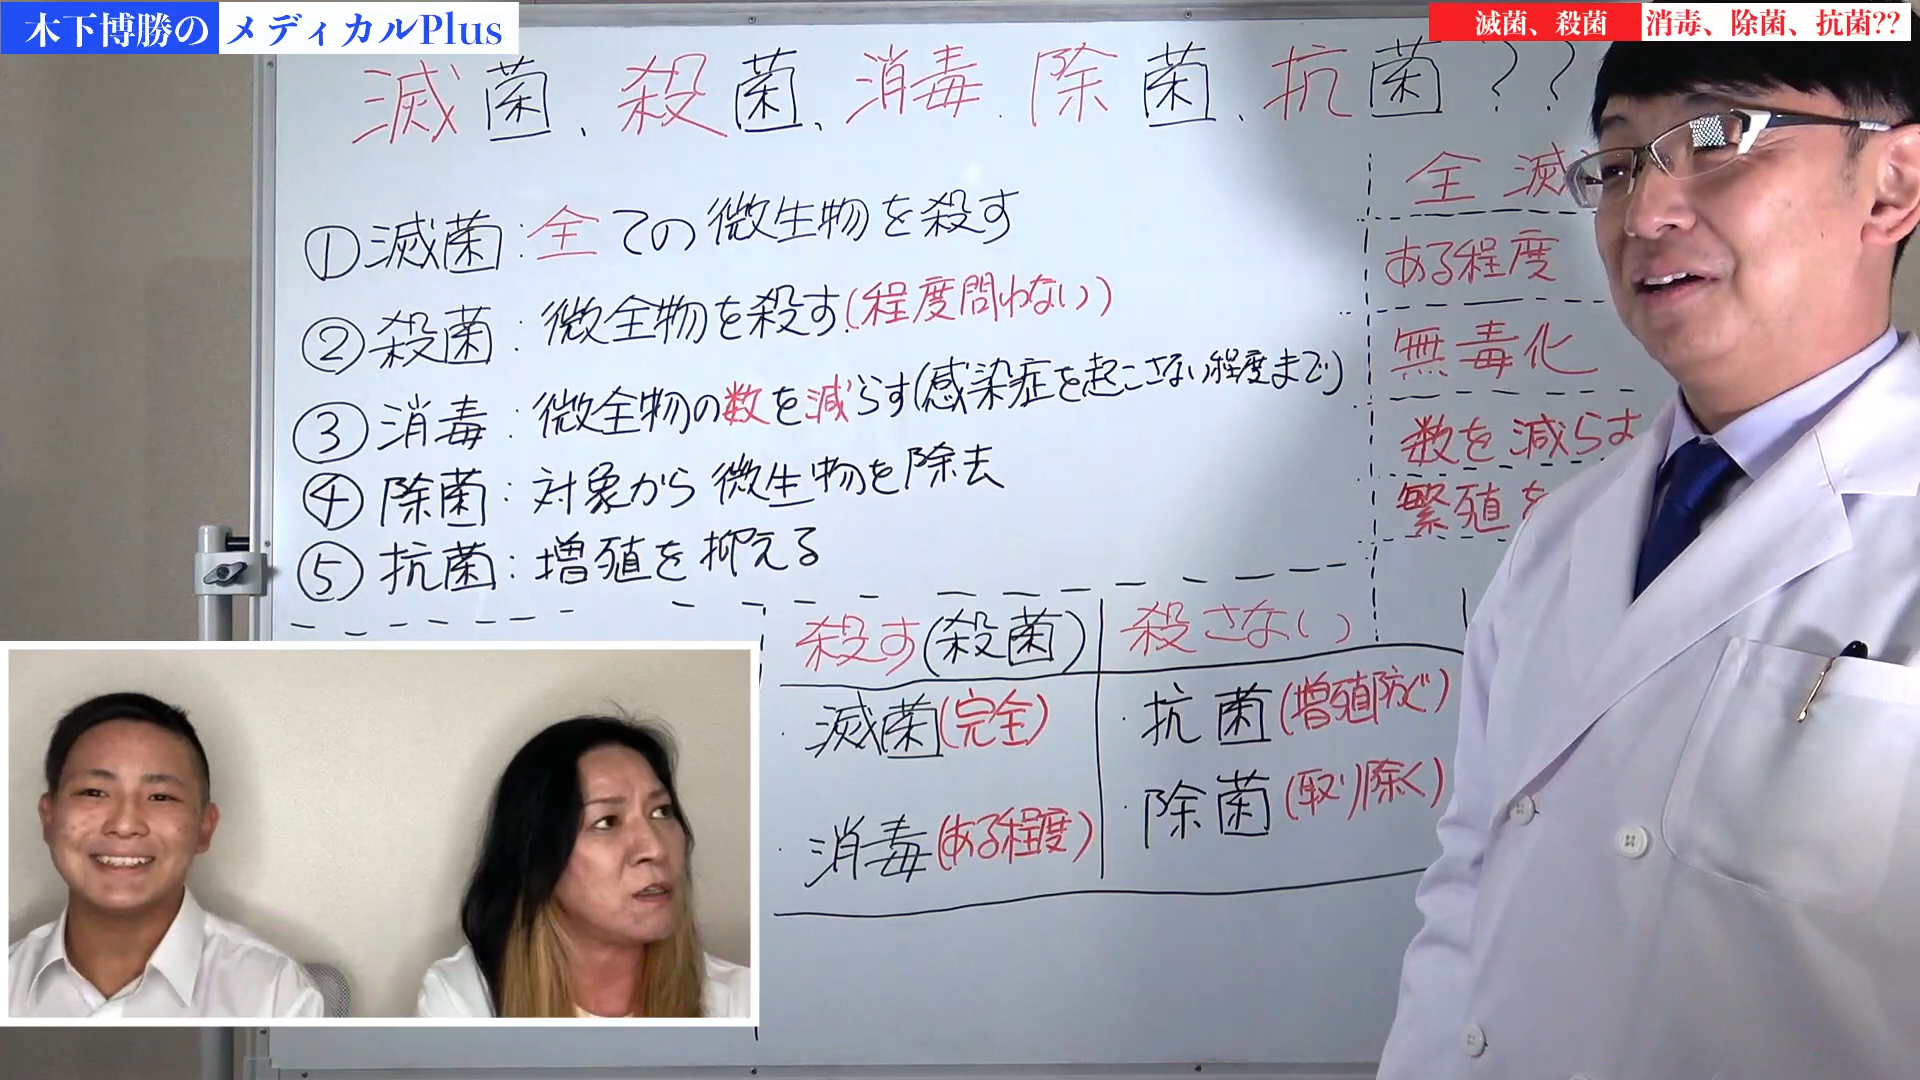 木下博勝の メディカルPlus
滅菌、殺菌 消毒、除菌、抗菌??
滅菌、殺菌、消毒、除菌、抗菌??
①滅菌:全ての微生物を殺す
②殺菌:微全物を殺す(程度問わない)
③消毒:微全物の数を減らす(感染症を起こさない程度まで)
④除菌:対象から微生物を除去
⑤抗菌:増殖を抑える
全滅
ある程度
無毒化
数を減らす
繁殖を
殺す(殺菌) 殺さない
・滅菌(完全) ・抗菌(増殖防ぐ)
・消毒(ある程度) ・除菌(取り除く)